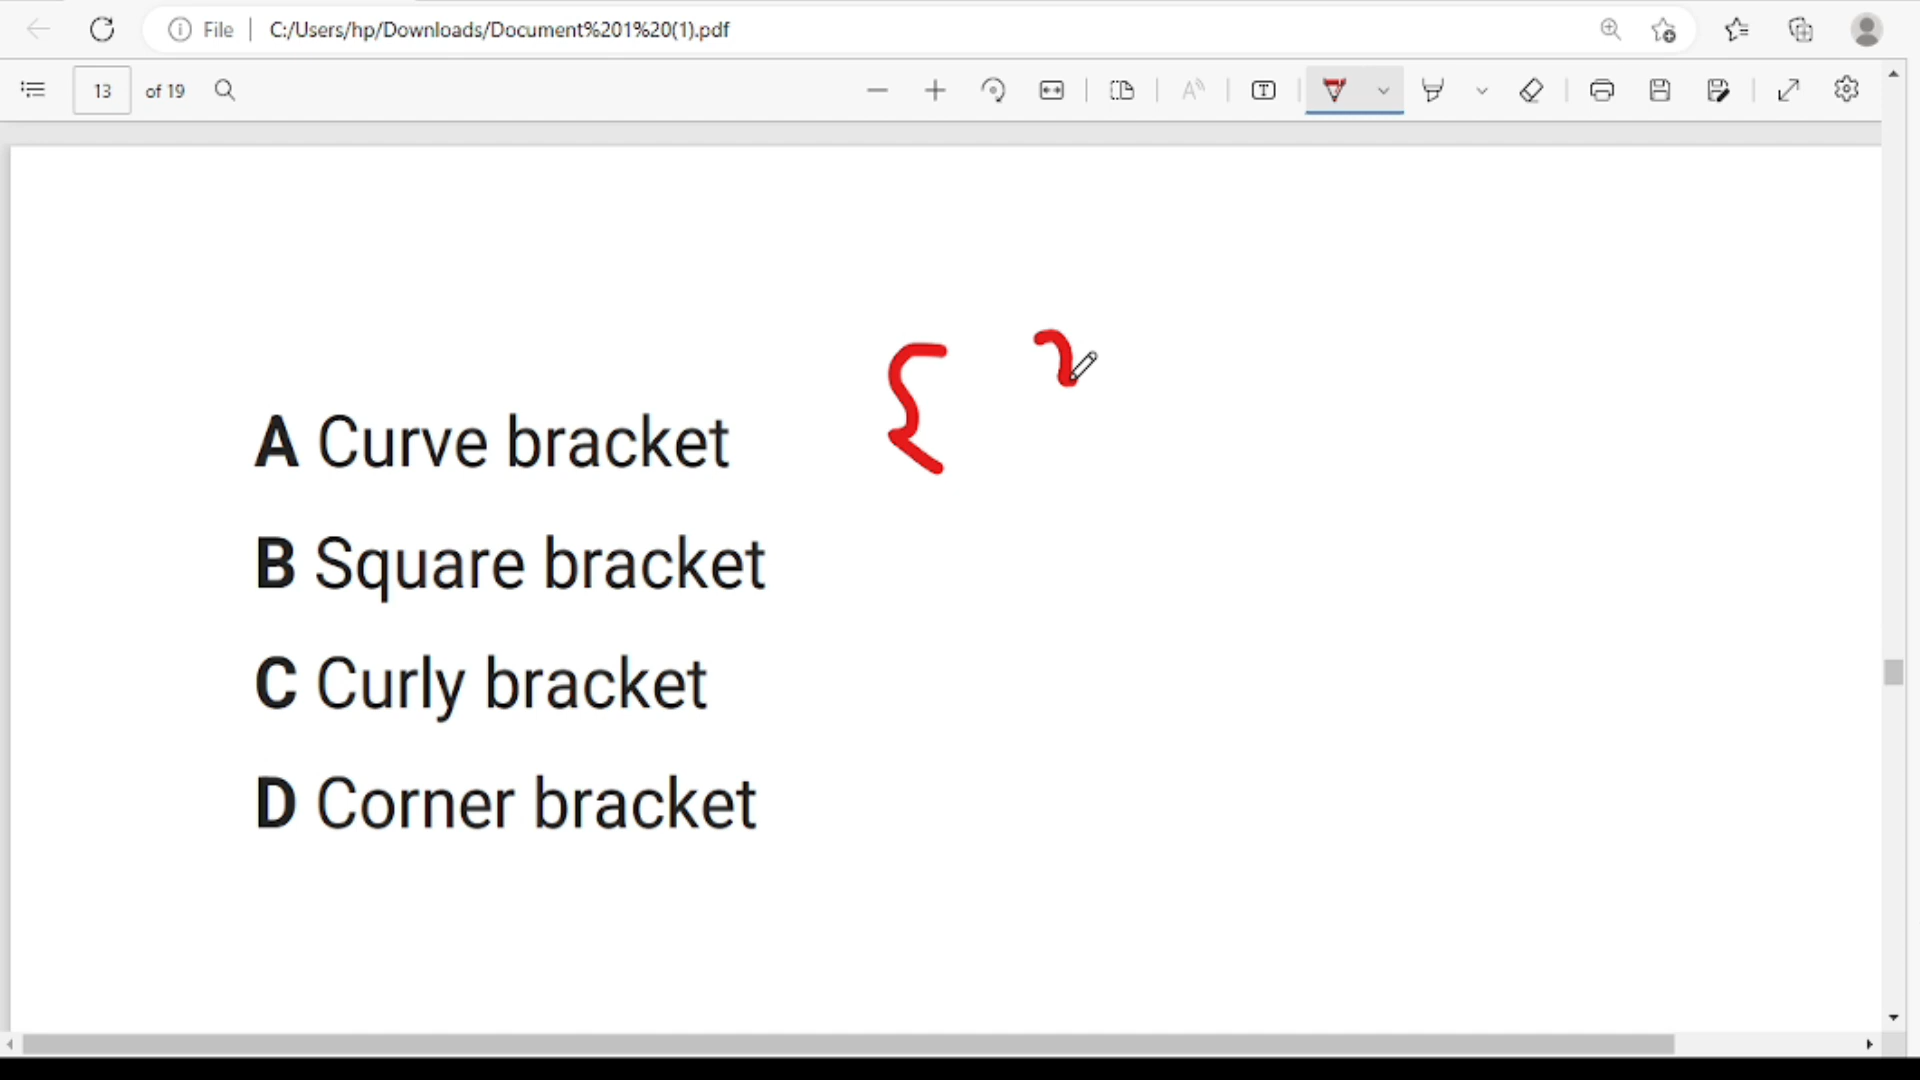 File C:/Users/hp/Downloads/Document%201%20(1).pdf
13 of 19
{
A Curve bracket
B Square bracket
C Curly bracket
D Corner bracket